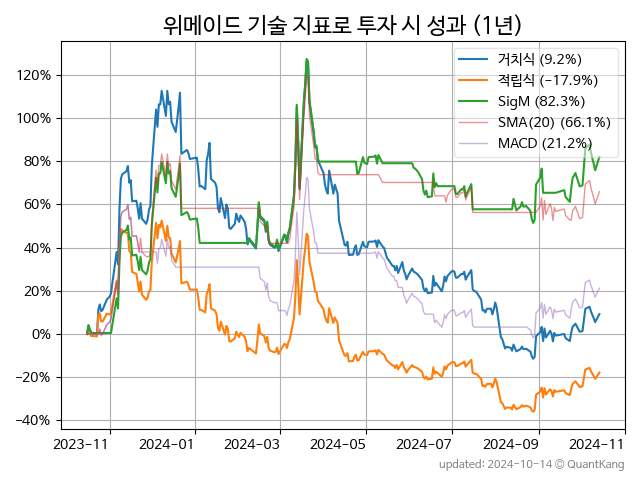 위메이드 기술 지표로 투자 시 성과 (1년)
거치식 (9.2%)
적립식 (-17.9%)
SigM (82.3%)
SMA(20) (66.1%)
MACD (21.2%)
120%
100%
80%
60%
40%
20%
0%
−20%
−40%
2023-11
2024-01
2024-03
2024-05
2024-07
2024-09
2024-11
updated: 2024-10-14 © QuantKang